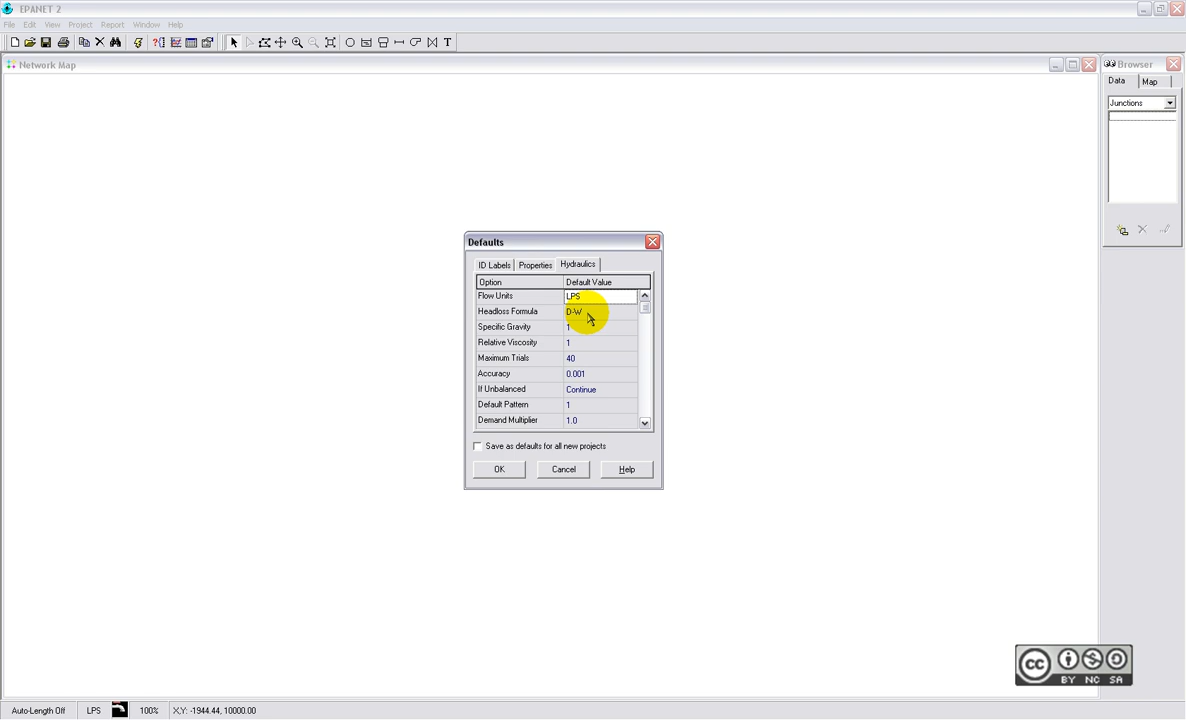 EPANET 2
File Edit View Project Report Window Help
T
Network Map
Browser
Data Map
Junctions
Defaults
ID Labels Properties Hydraulics
Option Default Value
Flow Units LPS
Headloss Formula D-W
Specific Gravity 1
Relative Viscosity 1
Maximum Trials 40
Accuracy 0.001
If Unbalanced Continue
Default Pattern 1
Demand Multiplier 1.0
Save as defaults for all new projects
OK Cancel Help
cc
BY NC SA
Auto-Length Off LPS 100% X,Y: -1944.44, 10000.00